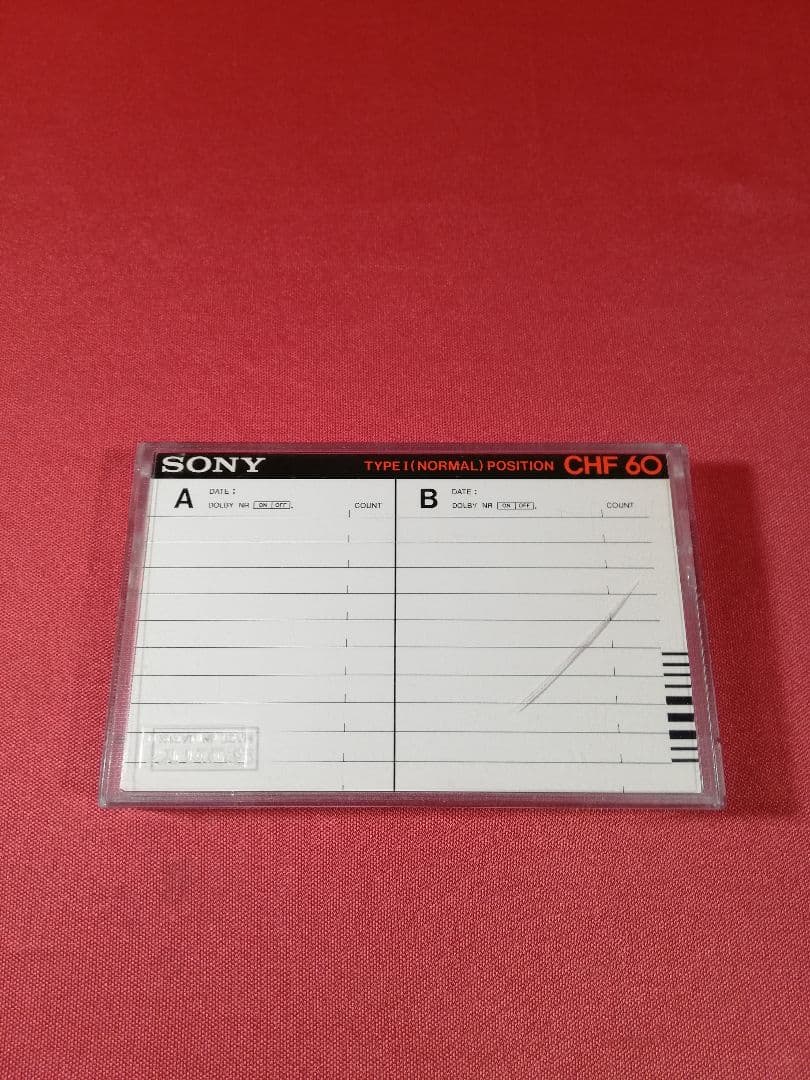 SONY TYPE I (NORMAL) POSITION CHF 60
A DATE :
DOLBY NR ON OFF . COUNT
B DATE :
DOLBY NR ON OFF . COUNT